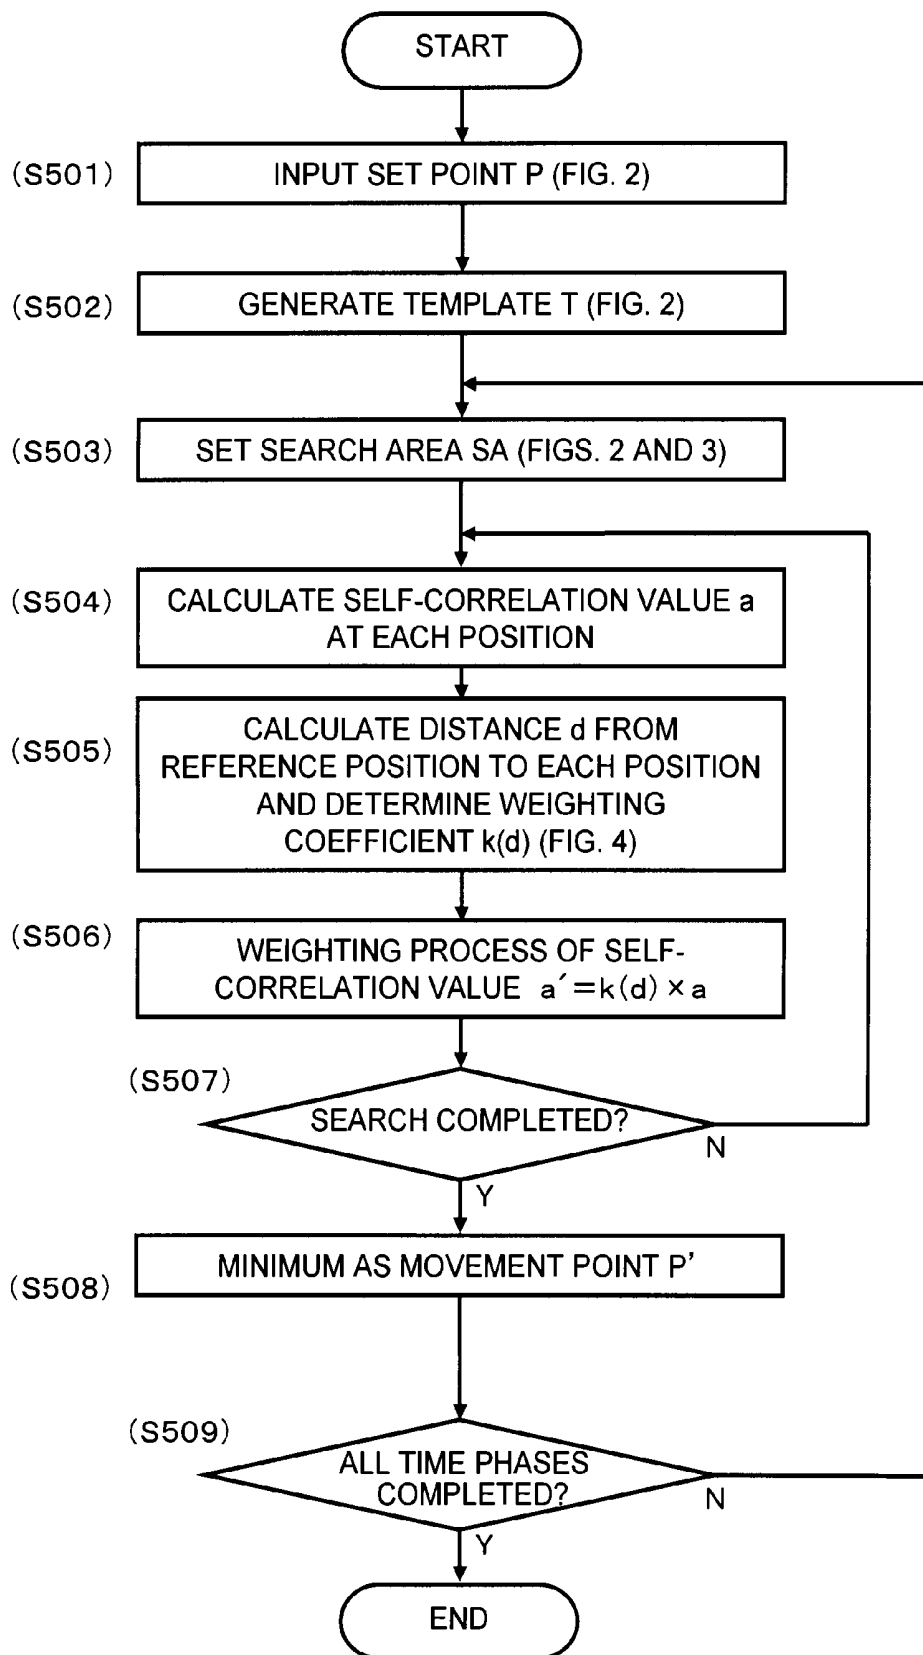 START
(S501)
INPUT SET POINT P (FIG. 2)
(S502)
GENERATE TEMPLATE T (FIG. 2)
(S503)
SET SEARCH AREA SA (FIGS. 2 AND 3)
(S504)
CALCULATE SELF-CORRELATION VALUE a
AT EACH POSITION
(S505)
CALCULATE DISTANCE d FROM
REFERENCE POSITION TO EACH POSITION
AND DETERMINE WEIGHTING
COEFFICIENT k(d) (FIG. 4)
(S506)
WEIGHTING PROCESS OF SELF-
CORRELATION VALUE a´=k(d)×a
(S507)
SEARCH COMPLETED?
N
Y
MINIMUM AS MOVEMENT POINT P'
(S508)
(S509)
ALL TIME PHASES
COMPLETED?
N
Y
END